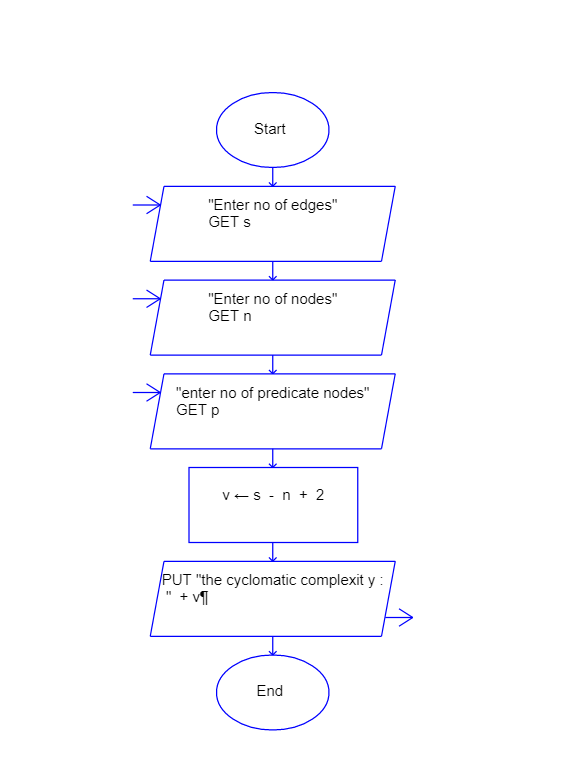 Start
"Enter no of edges"
GET s
"Enter no of nodes"
GET n
"enter no of predicate nodes"
GET p
v ← s - n + 2
PUT "the cyclomatic complexit y :
" + v¶
End